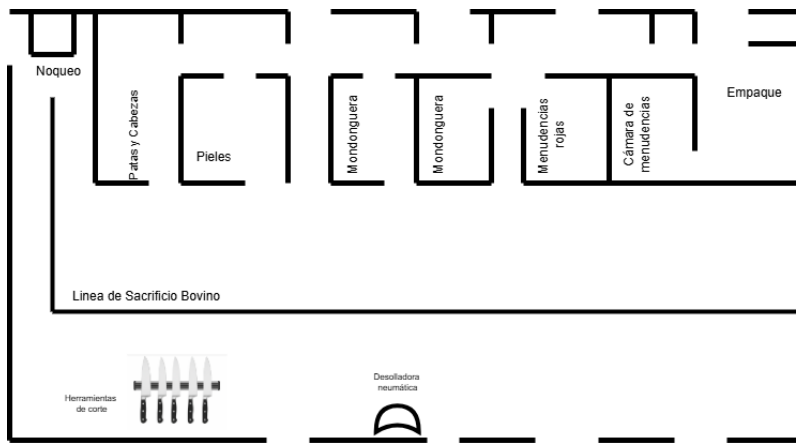 Noqueo
Patas y Cabezas
Pieles
Mondonguera
Mondonguera
Menudencias
rojas
Cámara de
menudencias
Empaque
Linea de Sacrificio Bovino
Herramientas
de corte
Desolladora
neumática